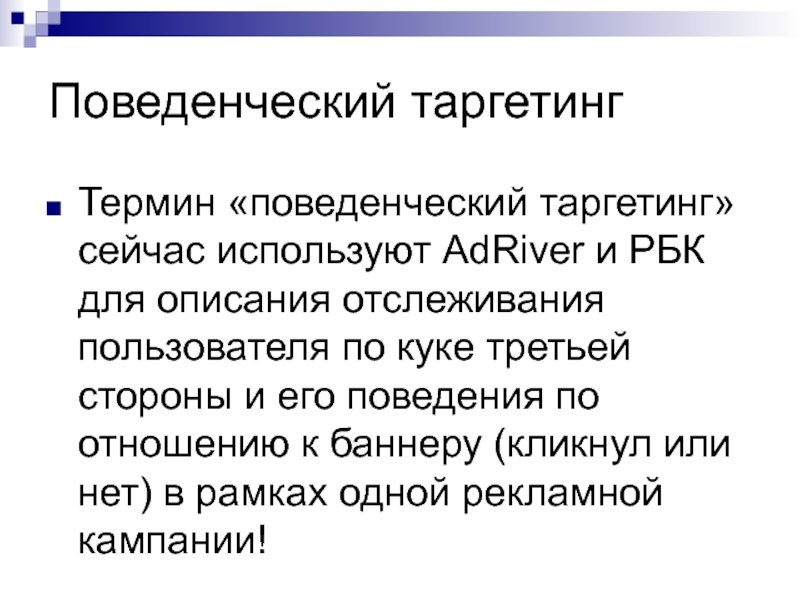 Поведенческий таргетинг
Термин «поведенческий таргетинг»
сейчас используют AdRiver и РБК
для описания отслеживания
пользователя по куке третьей
стороны и его поведения по
отношению к баннеру (кликнул или
нет) в рамках одной рекламной
кампании!